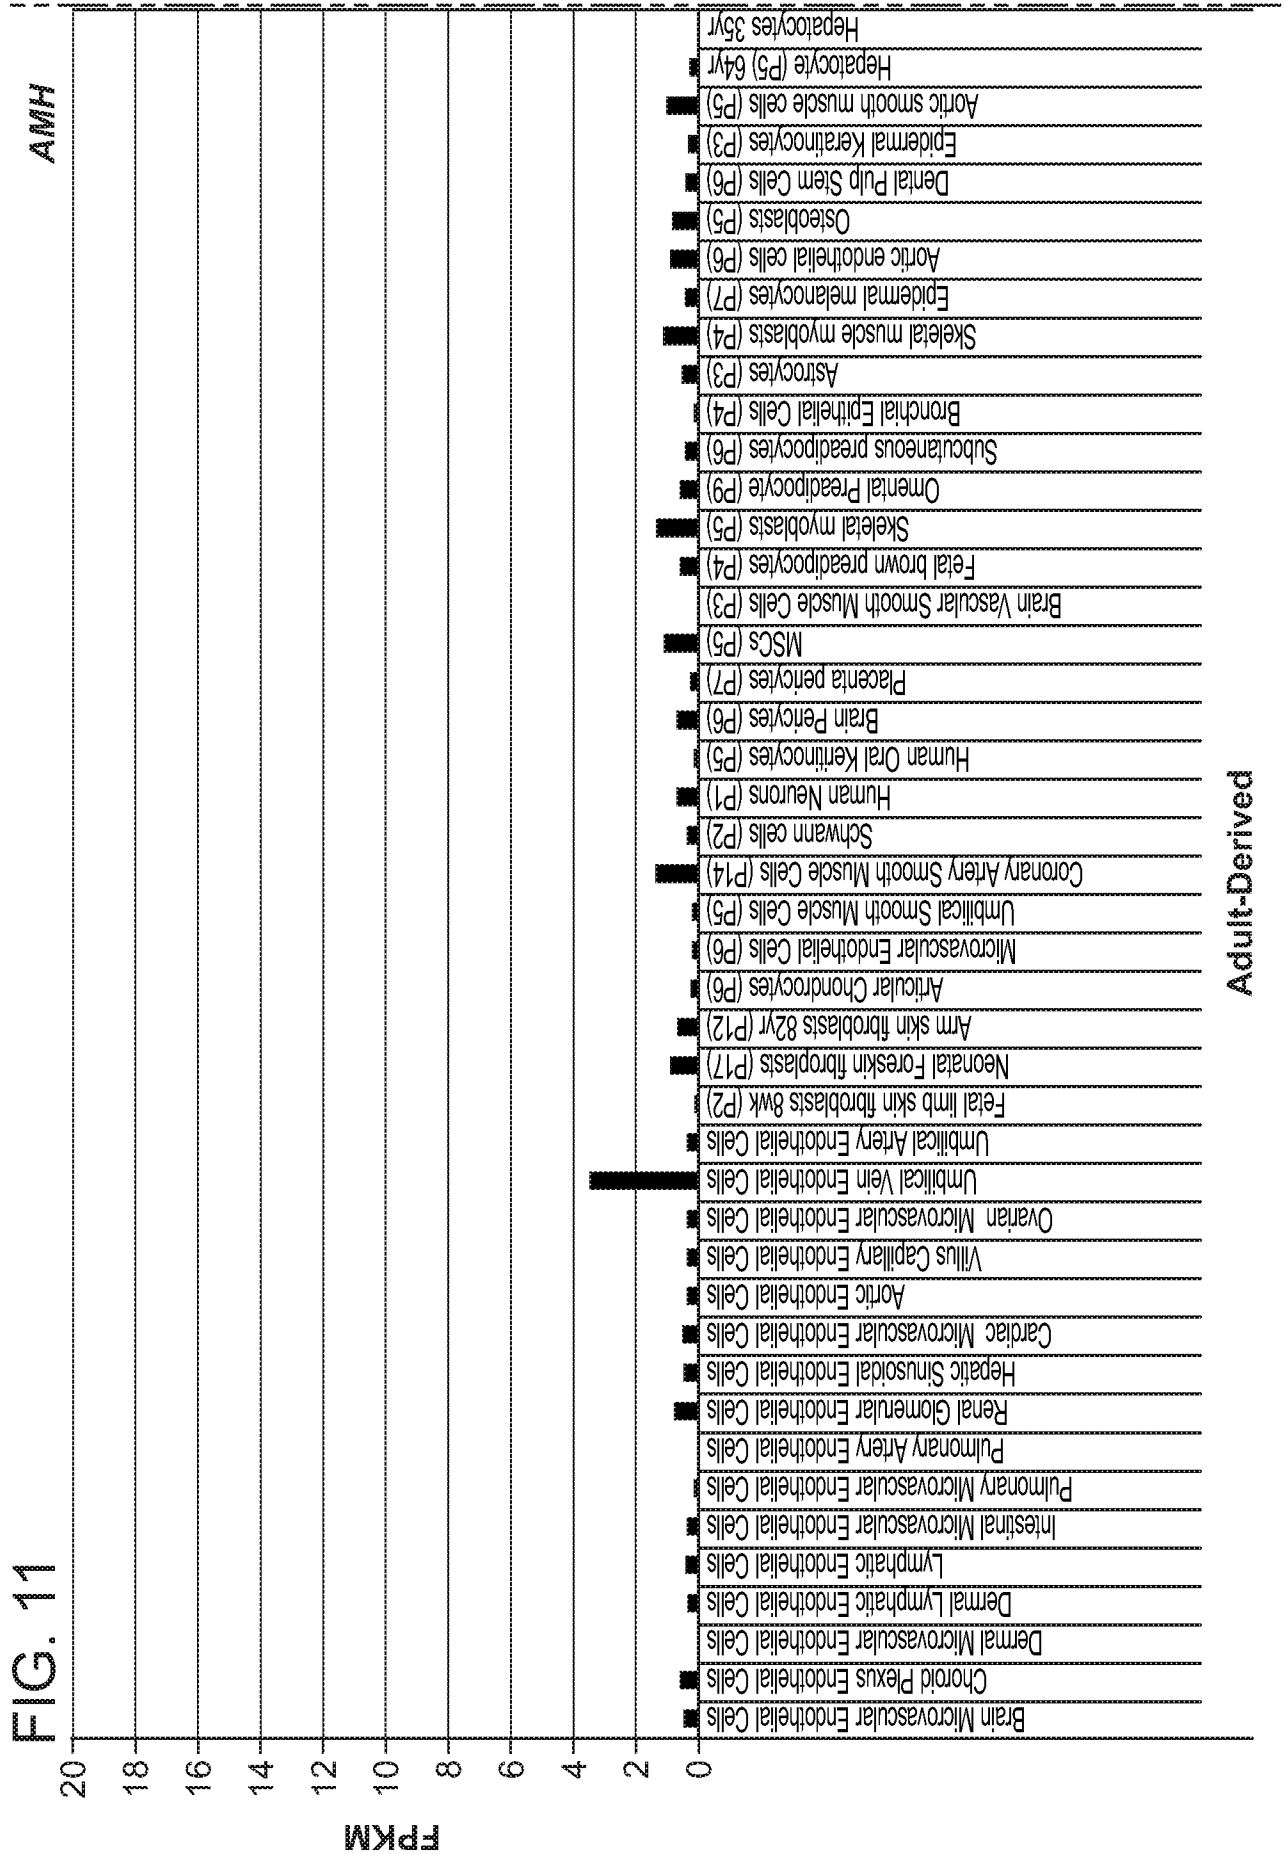 FIG. 11
AMH
FPKM
20
18
16
14
12
10
8
6
4
2
0
Brain Microvascular Endothelial Cells
Choroid Plexus Endothelial Cells
Dermal Microvascular Endothelial Cells
Dermal Lymphatic Endothelial Cells
Lymphatic Endothelial Cells
Intestinal Microvascular Endothelial Cells
Pulmonary Microvascular Endothelial Cells
Pulmonary Artery Endothelial Cells
Renal Glomerular Endothelial Cells
Hepatic Sinusoidal Endothelial Cells
Cardiac Microvascular Endothelial Cells
Aortic Endothelial Cells
Villus Capillary Endothelial Cells
Ovarian Microvascular Endothelial Cells
Umbilical Vein Endothelial Cells
Umbilical Artery Endothelial Cells
Fetal limb skin fibroblasts 8wk (P2)
Neonatal Foreskin fibroplasts (P17)
Arm skin fibroblasts 82yr (P12)
Articular Chondrocytes (P6)
Microvascular Endothelial Cells (P6)
Umbilical Smooth Muscle Cells (P5)
Coronary Artery Smooth Muscle Cells (P14)
Schwann cells (P2)
Human Neurons (P1)
Human Oral Keritinocytes (P5)
Brain Pericytes (P6)
Placenta pericytes (P7)
MSCs (P5)
Brain Vascular Smooth Muscle Cells (P3)
Fetal brown preadipocytes (P4)
Skeletal myoblasts (P5)
Omental Preadipocyte (P9)
Subcutaneous preadipocytes (P6)
Bronchial Epithelial Cells (P4)
Astrocytes (P3)
Skeletal muscle myoblasts (P4)
Epidermal melanocytes (P7)
Aortic endothelial cells (P6)
Osteoblasts (P5)
Dental Pulp Stem Cells (P6)
Epidermal Keratinocytes (P3)
Aortic smooth muscle cells (P5)
Hepatocyte (P5) 64yr
Hepatocytes 35yr
Adult-Derived